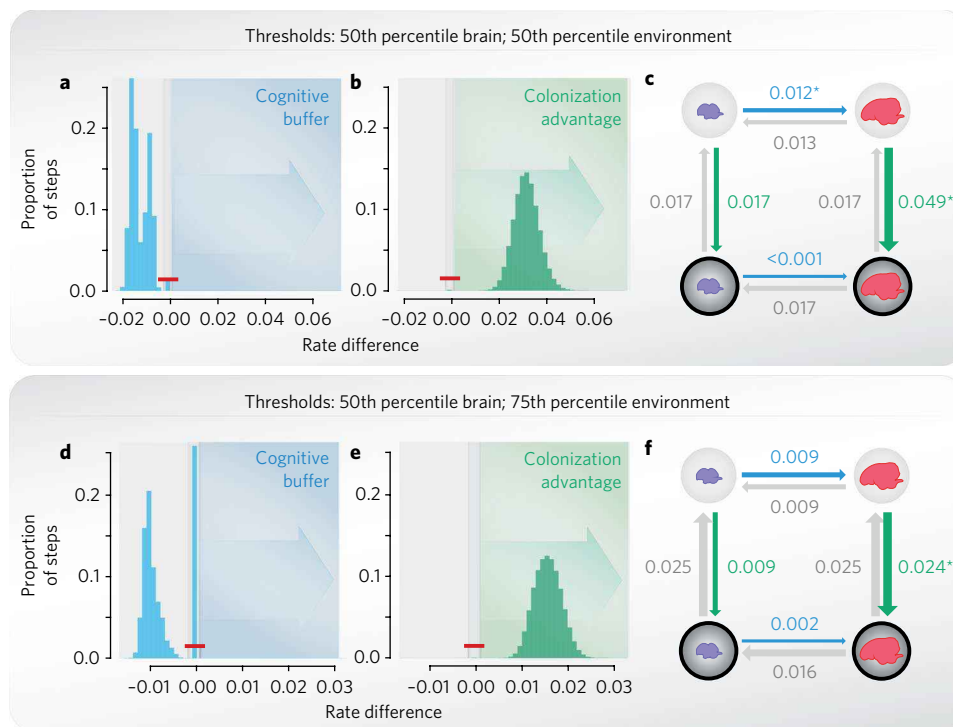 Thresholds: 50th percentile brain; 50th percentile environment
a
b
c
Cognitive
buffer
Colonization
advantage
Proportion
of steps
0.2
0.1
0.0
0.2
0.1
0.0
−0.02 0.00 0.02 0.04 0.06
−0.02 0.00 0.02 0.04 0.06
Rate difference
0.012*
0.013
0.017
0.017
0.017
0.049*
<0.001
0.017
Thresholds: 50th percentile brain; 75th percentile environment
d
e
f
Cognitive
buffer
Colonization
advantage
Proportion
of steps
0.2
0.1
0.0
0.2
0.1
0.0
−0.01 0.00 0.01 0.02 0.03
−0.01 0.00 0.01 0.02 0.03
Rate difference
0.009
0.009
0.025
0.009
0.025
0.024*
0.002
0.016